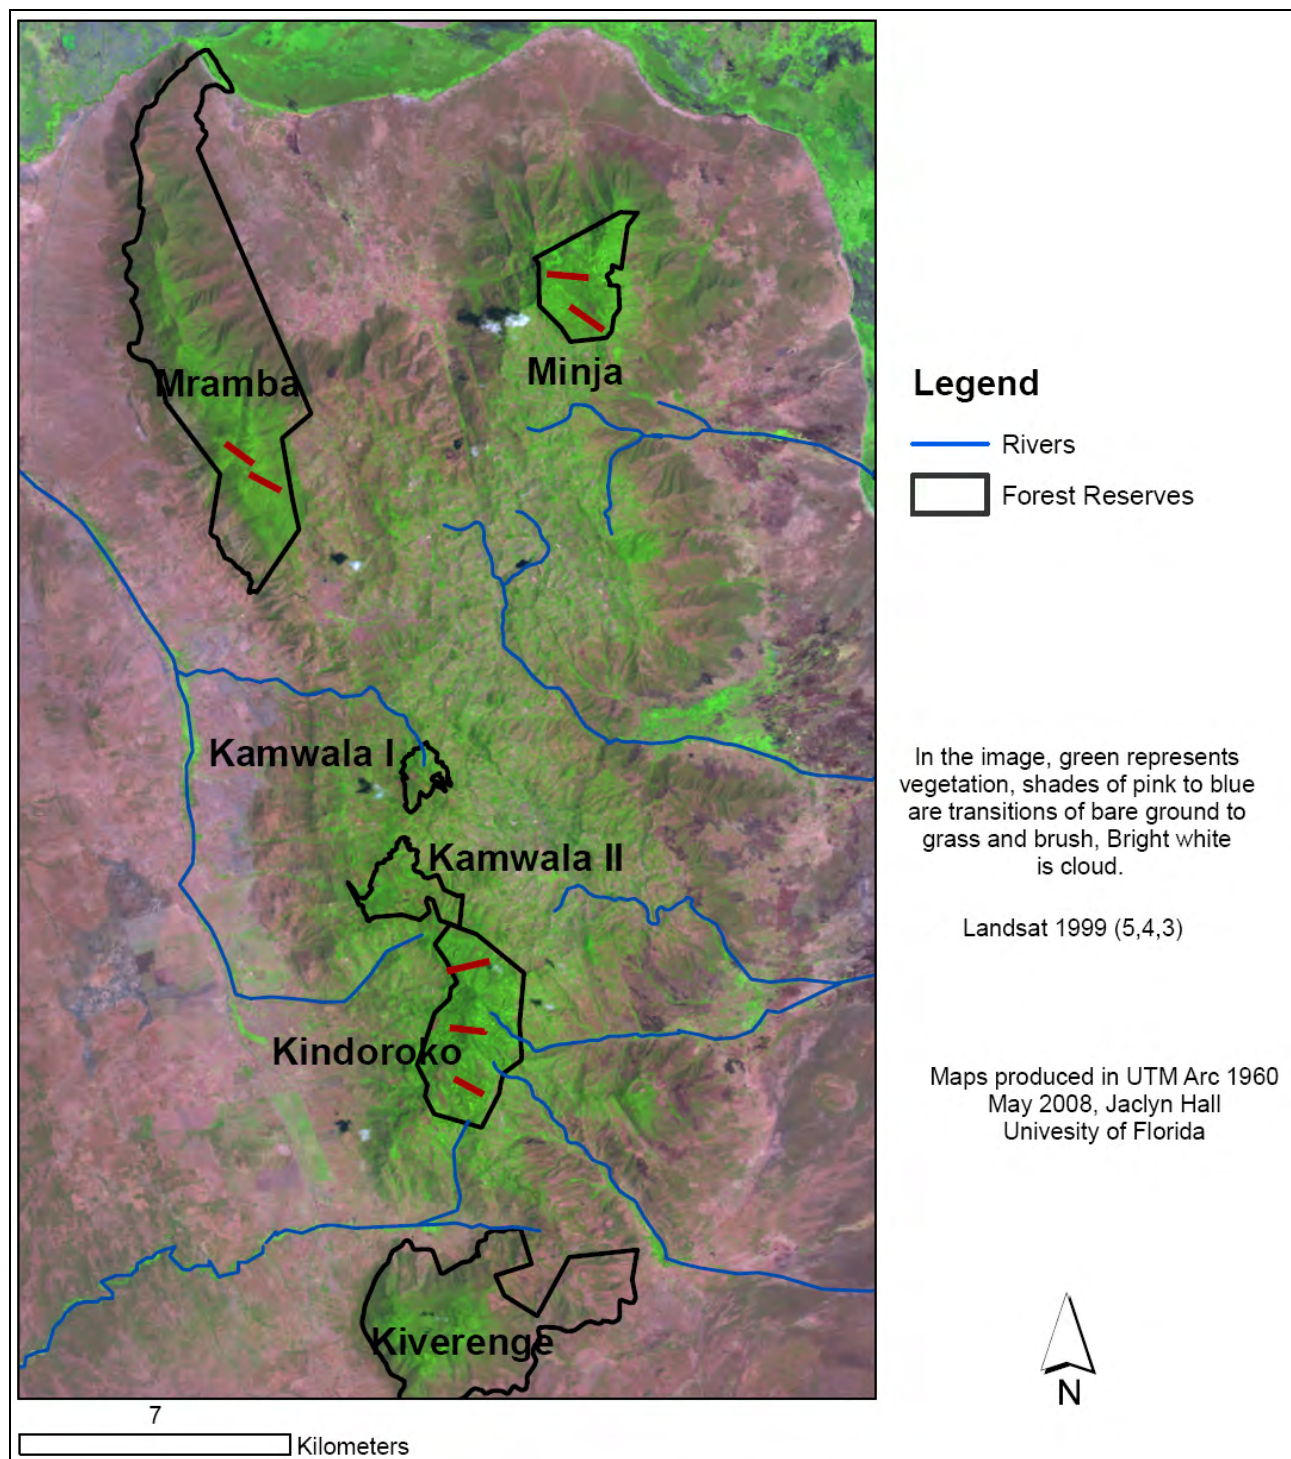 Mramba
Minja
Kamwala I
Kamwala II
Kindoroko
Kiverenge
7
Kilometers
Legend
Rivers
Forest Reserves
In the image, green represents
vegetation, shades of pink to blue
are transitions of bare ground to
grass and brush, Bright white
is cloud.
Landsat 1999 (5,4,3)
Maps produced in UTM Arc 1960
May 2008, Jaclyn Hall
Univesity of Florida
N